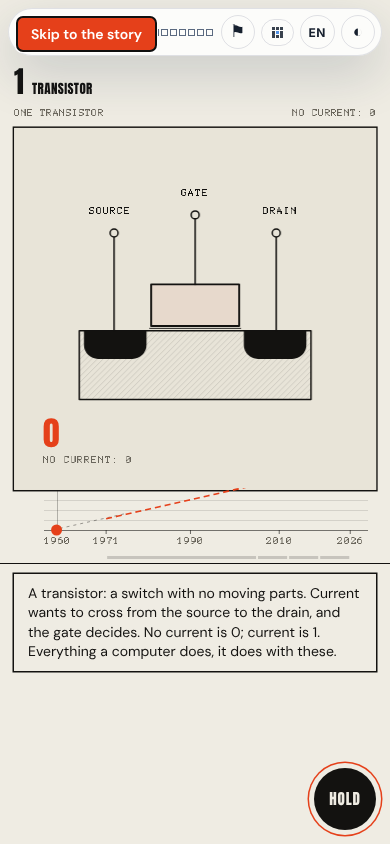 Skip to the story
EN
1 TRANSISTOR
ONE TRANSISTOR
NO CURRENT: 0
GATE
SOURCE
DRAIN
0
NO CURRENT: 0
1960
1971
1990
2010
2026
A transistor: a switch with no moving parts. Current
wants to cross from the source to the drain, and
the gate decides. No current is 0; current is 1.
Everything a computer does, it does with these.
HOLD